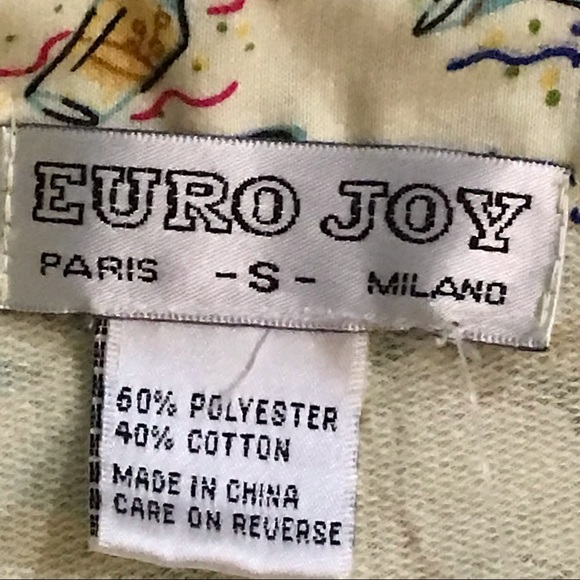 EURO JOY
PARIS - S - MILANO
60% POLYESTER
40% COTTON
MADE IN CHINA
CARE ON REVERSE